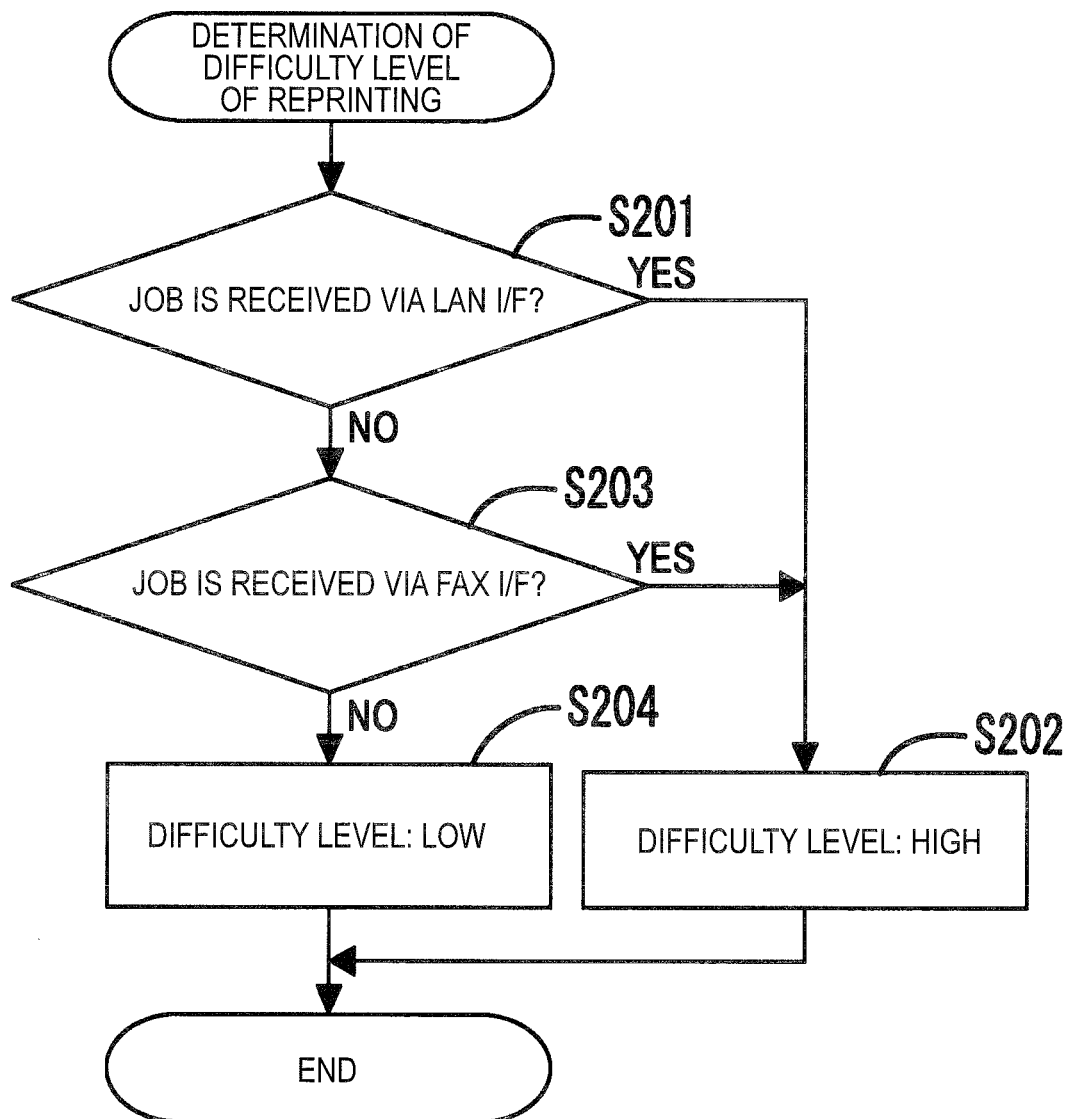 DETERMINATION OF
DIFFICULTY LEVEL
OF REPRINTING
S201
YES
JOB IS RECEIVED VIA LAN I/F?
NO
S203
YES
JOB IS RECEIVED VIA FAX I/F?
NO
S204
S202
DIFFICULTY LEVEL: LOW
DIFFICULTY LEVEL: HIGH
END